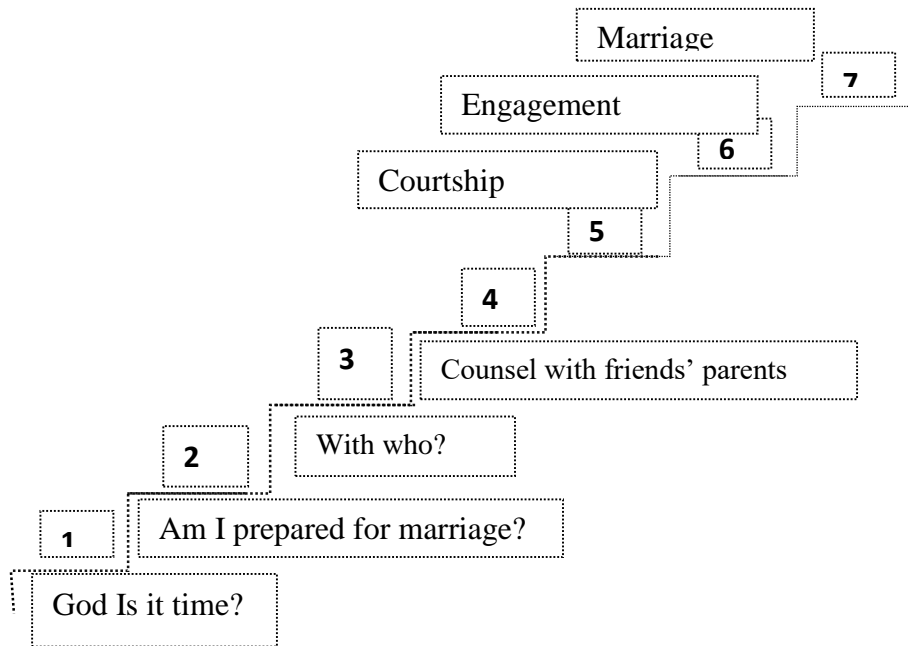 Marriage
7
Engagement
6
Courtship
5
4
3
Counsel with friends’ parents
With who?
2
Am I prepared for marriage?
1
God Is it time?